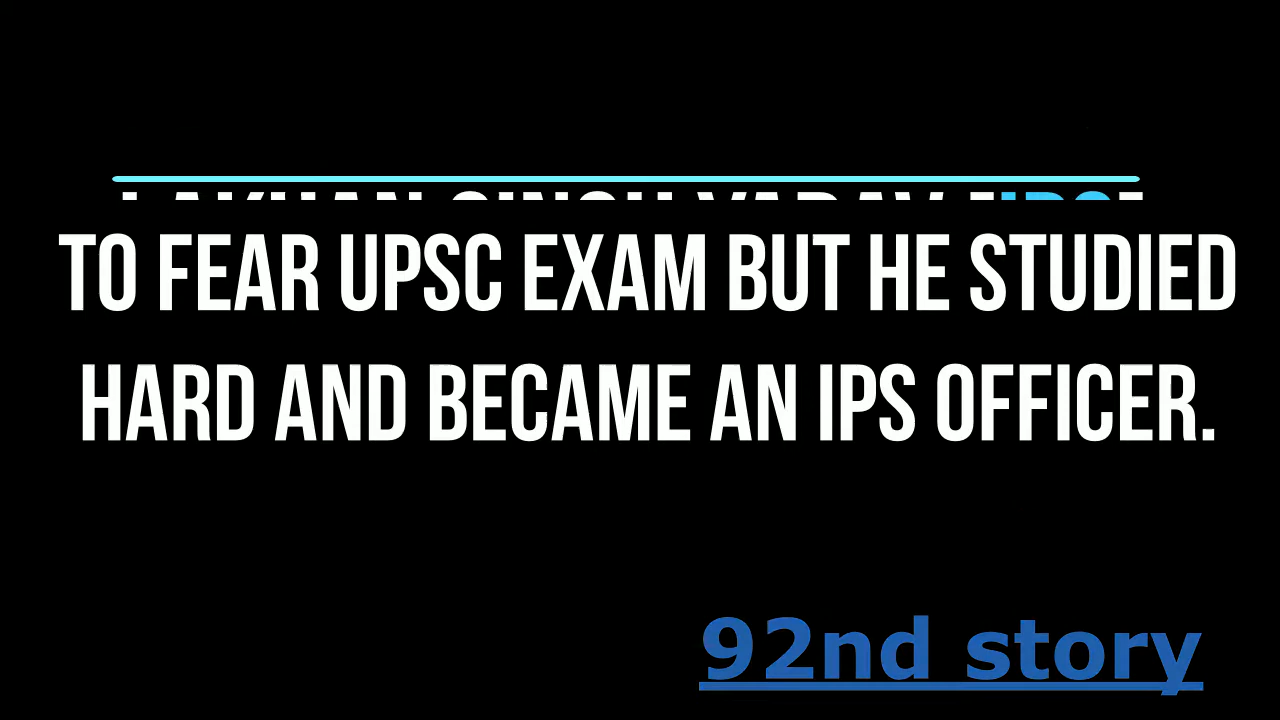 TO FEAR UPSC EXAM BUT HE STUDIED
HARD AND BECAME AN IPS OFFICER.
92nd story